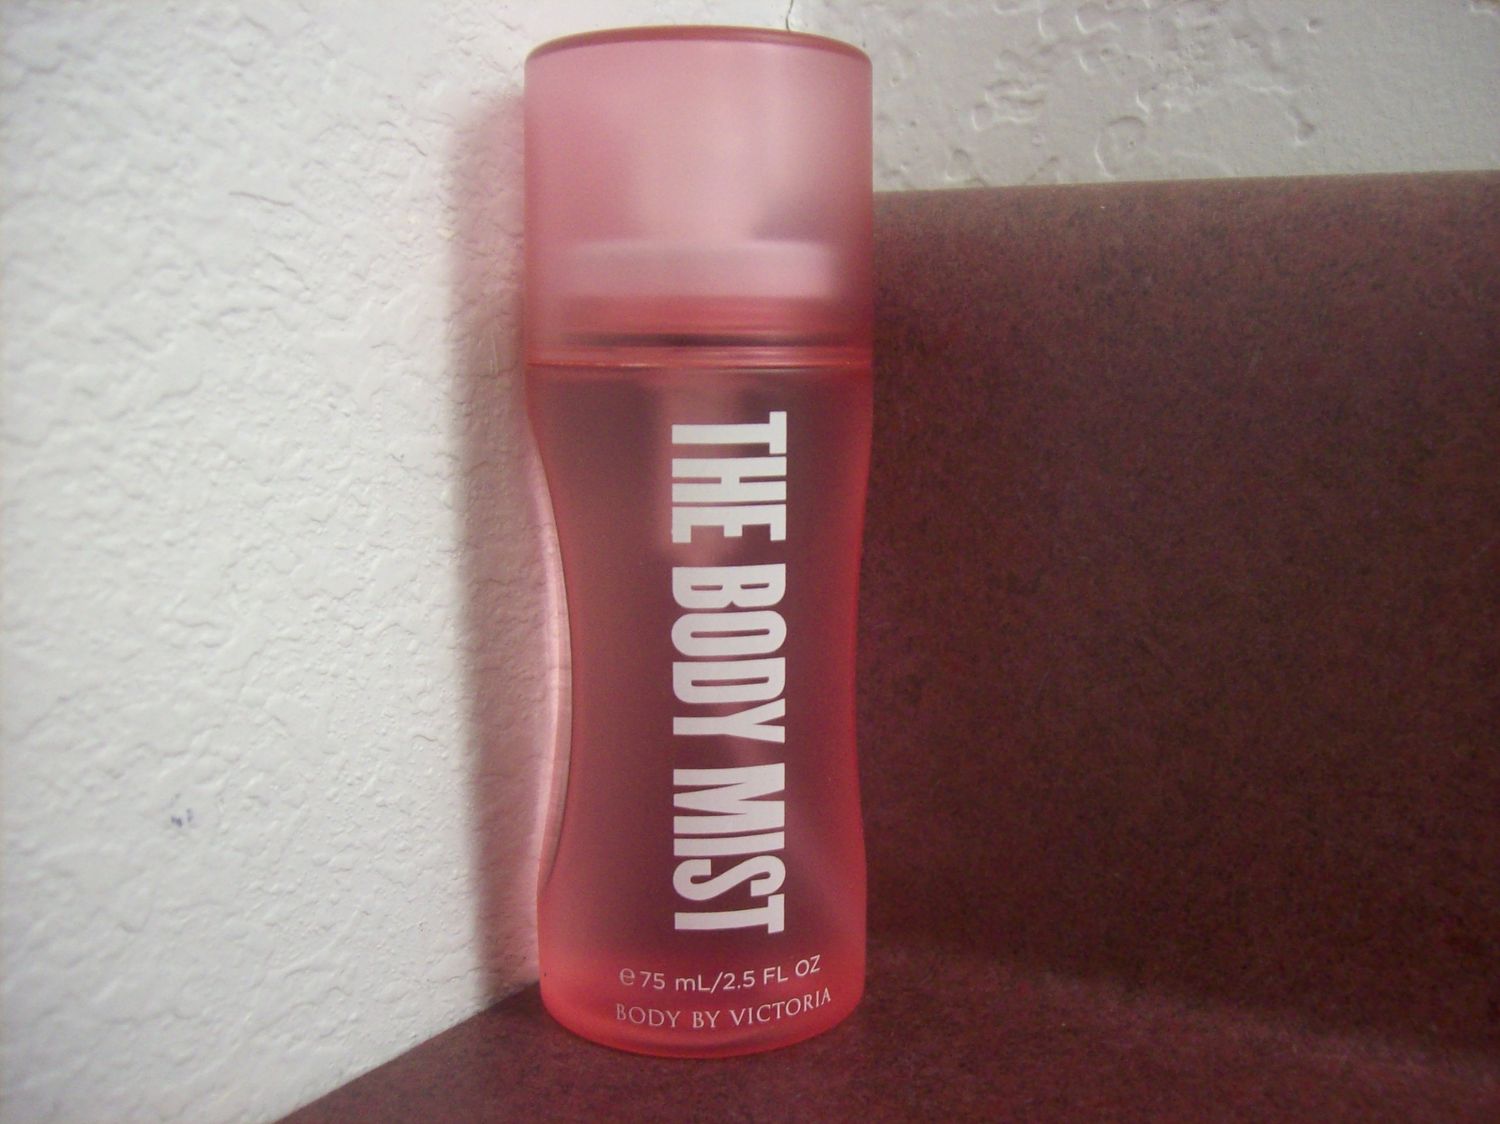 THE BODY MIST
℮ 75 mL/2.5 FL OZ
BODY BY VICTORIA